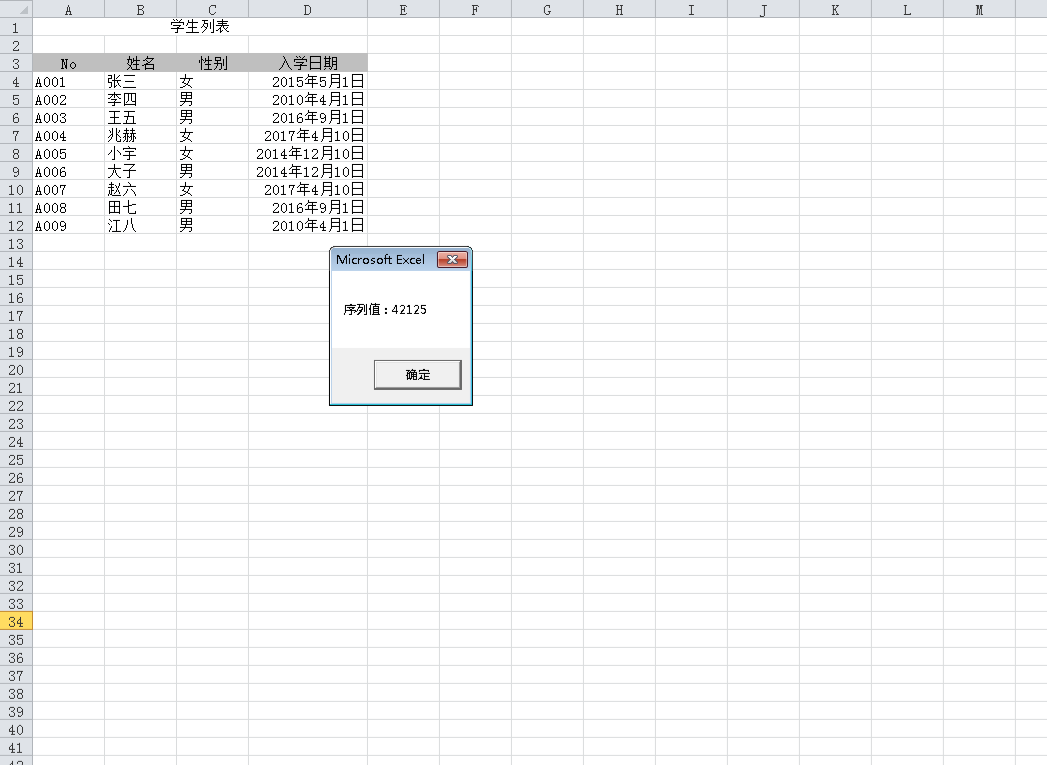 A B C D E F G H I J K L M
1 学生列表
2
3 No 姓名 性别 入学日期
4 A001 张三 女 2015年5月1日
5 A002 李四 男 2010年4月1日
6 A003 王五 男 2016年9月1日
7 A004 兆赫 女 2017年4月10日
8 A005 小宇 女 2014年12月10日
9 A006 大子 男 2014年12月10日
10 A007 赵六 女 2017年4月10日
11 A008 田七 男 2016年9月1日
12 A009 江八 男 2010年4月1日
13
14
Microsoft Excel
15
16
17
序列值：42125
18
19
20
确定
21
22
23
24
25
26
27
28
29
30
31
32
33
34
35
36
37
38
39
40
41
42